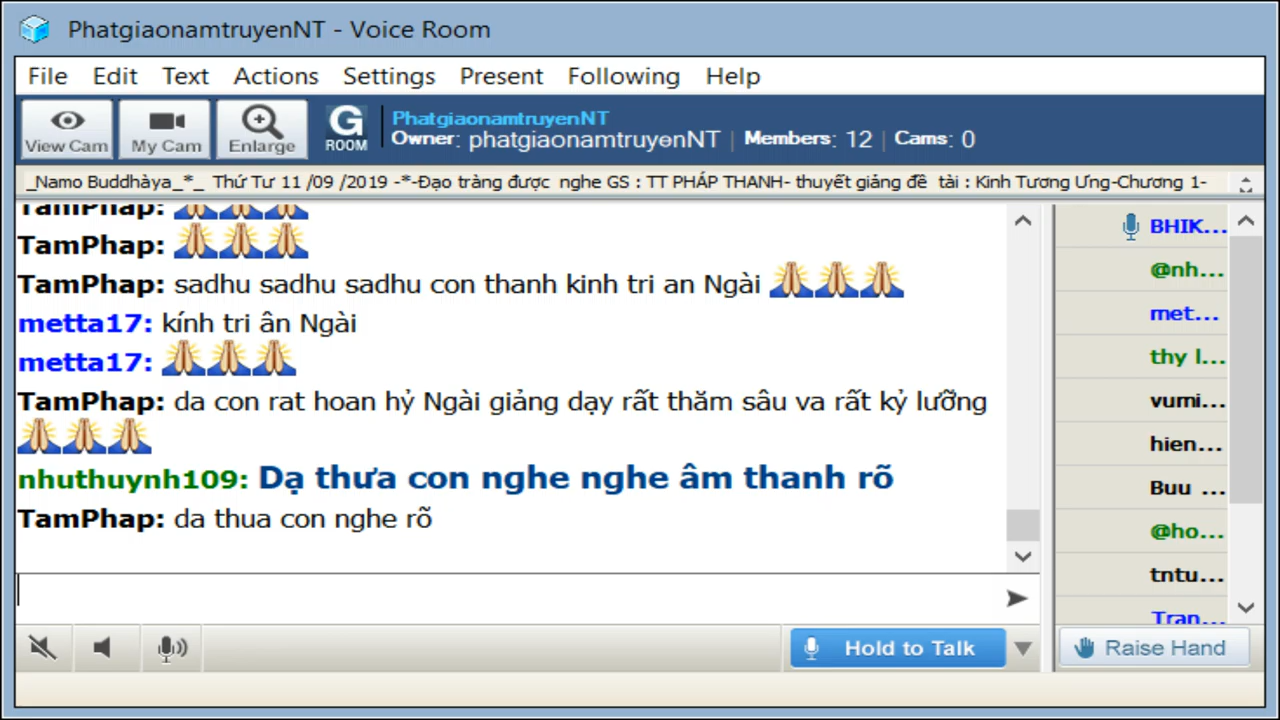 PhatgiaonamtruyenNT - Voice Room
File Edit Text Actions Settings Present Following Help
View Cam My Cam Enlarge G ROOM
PhatgiaonamtruyenNT
Owner: phatgiaonamtruyenNT | Members: 12 | Cams: 0
_Namo Buddhàya_*_ Thứ Tư 11 /09 /2019 -*-Đạo tràng được nghe GS : TT PHÁP THANH- thuyết giảng đề tài : Kinh Tương Ưng-Chương 1-
TamPhap:
TamPhap:
TamPhap: sadhu sadhu sadhu con thanh kinh tri an Ngài
metta17: kính tri ân Ngài
metta17:
TamPhap: da con rat hoan hỷ Ngài giảng dạy rất thăm sâu va rất kỷ lưỡng
nhuthuynh109: Dạ thưa con nghe nghe âm thanh rõ
TamPhap: da thua con nghe rõ
BHIK...
@nh...
met...
thy l...
vumi...
hien...
Buu ...
@ho...
tntu...
Tran...
Hold to Talk
Raise Hand